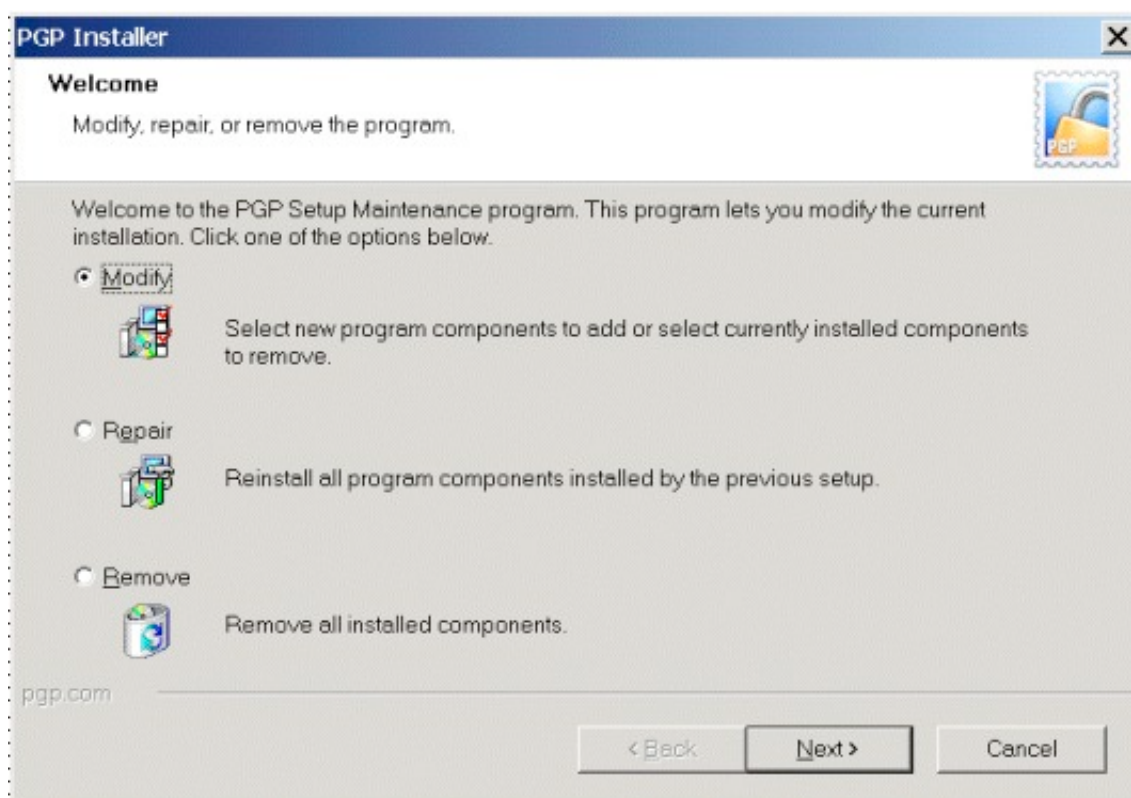 PGP Installer
Welcome
Modify, repair, or remove the program.
PGP
Welcome to the PGP Setup Maintenance program. This program lets you modify the current
installation. Click one of the options below.
Modify
Select new program components to add or select currently installed components
to remove.
Repair
Reinstall all program components installed by the previous setup.
Remove
Remove all installed components.
pgp.com
< Back
Next >
Cancel